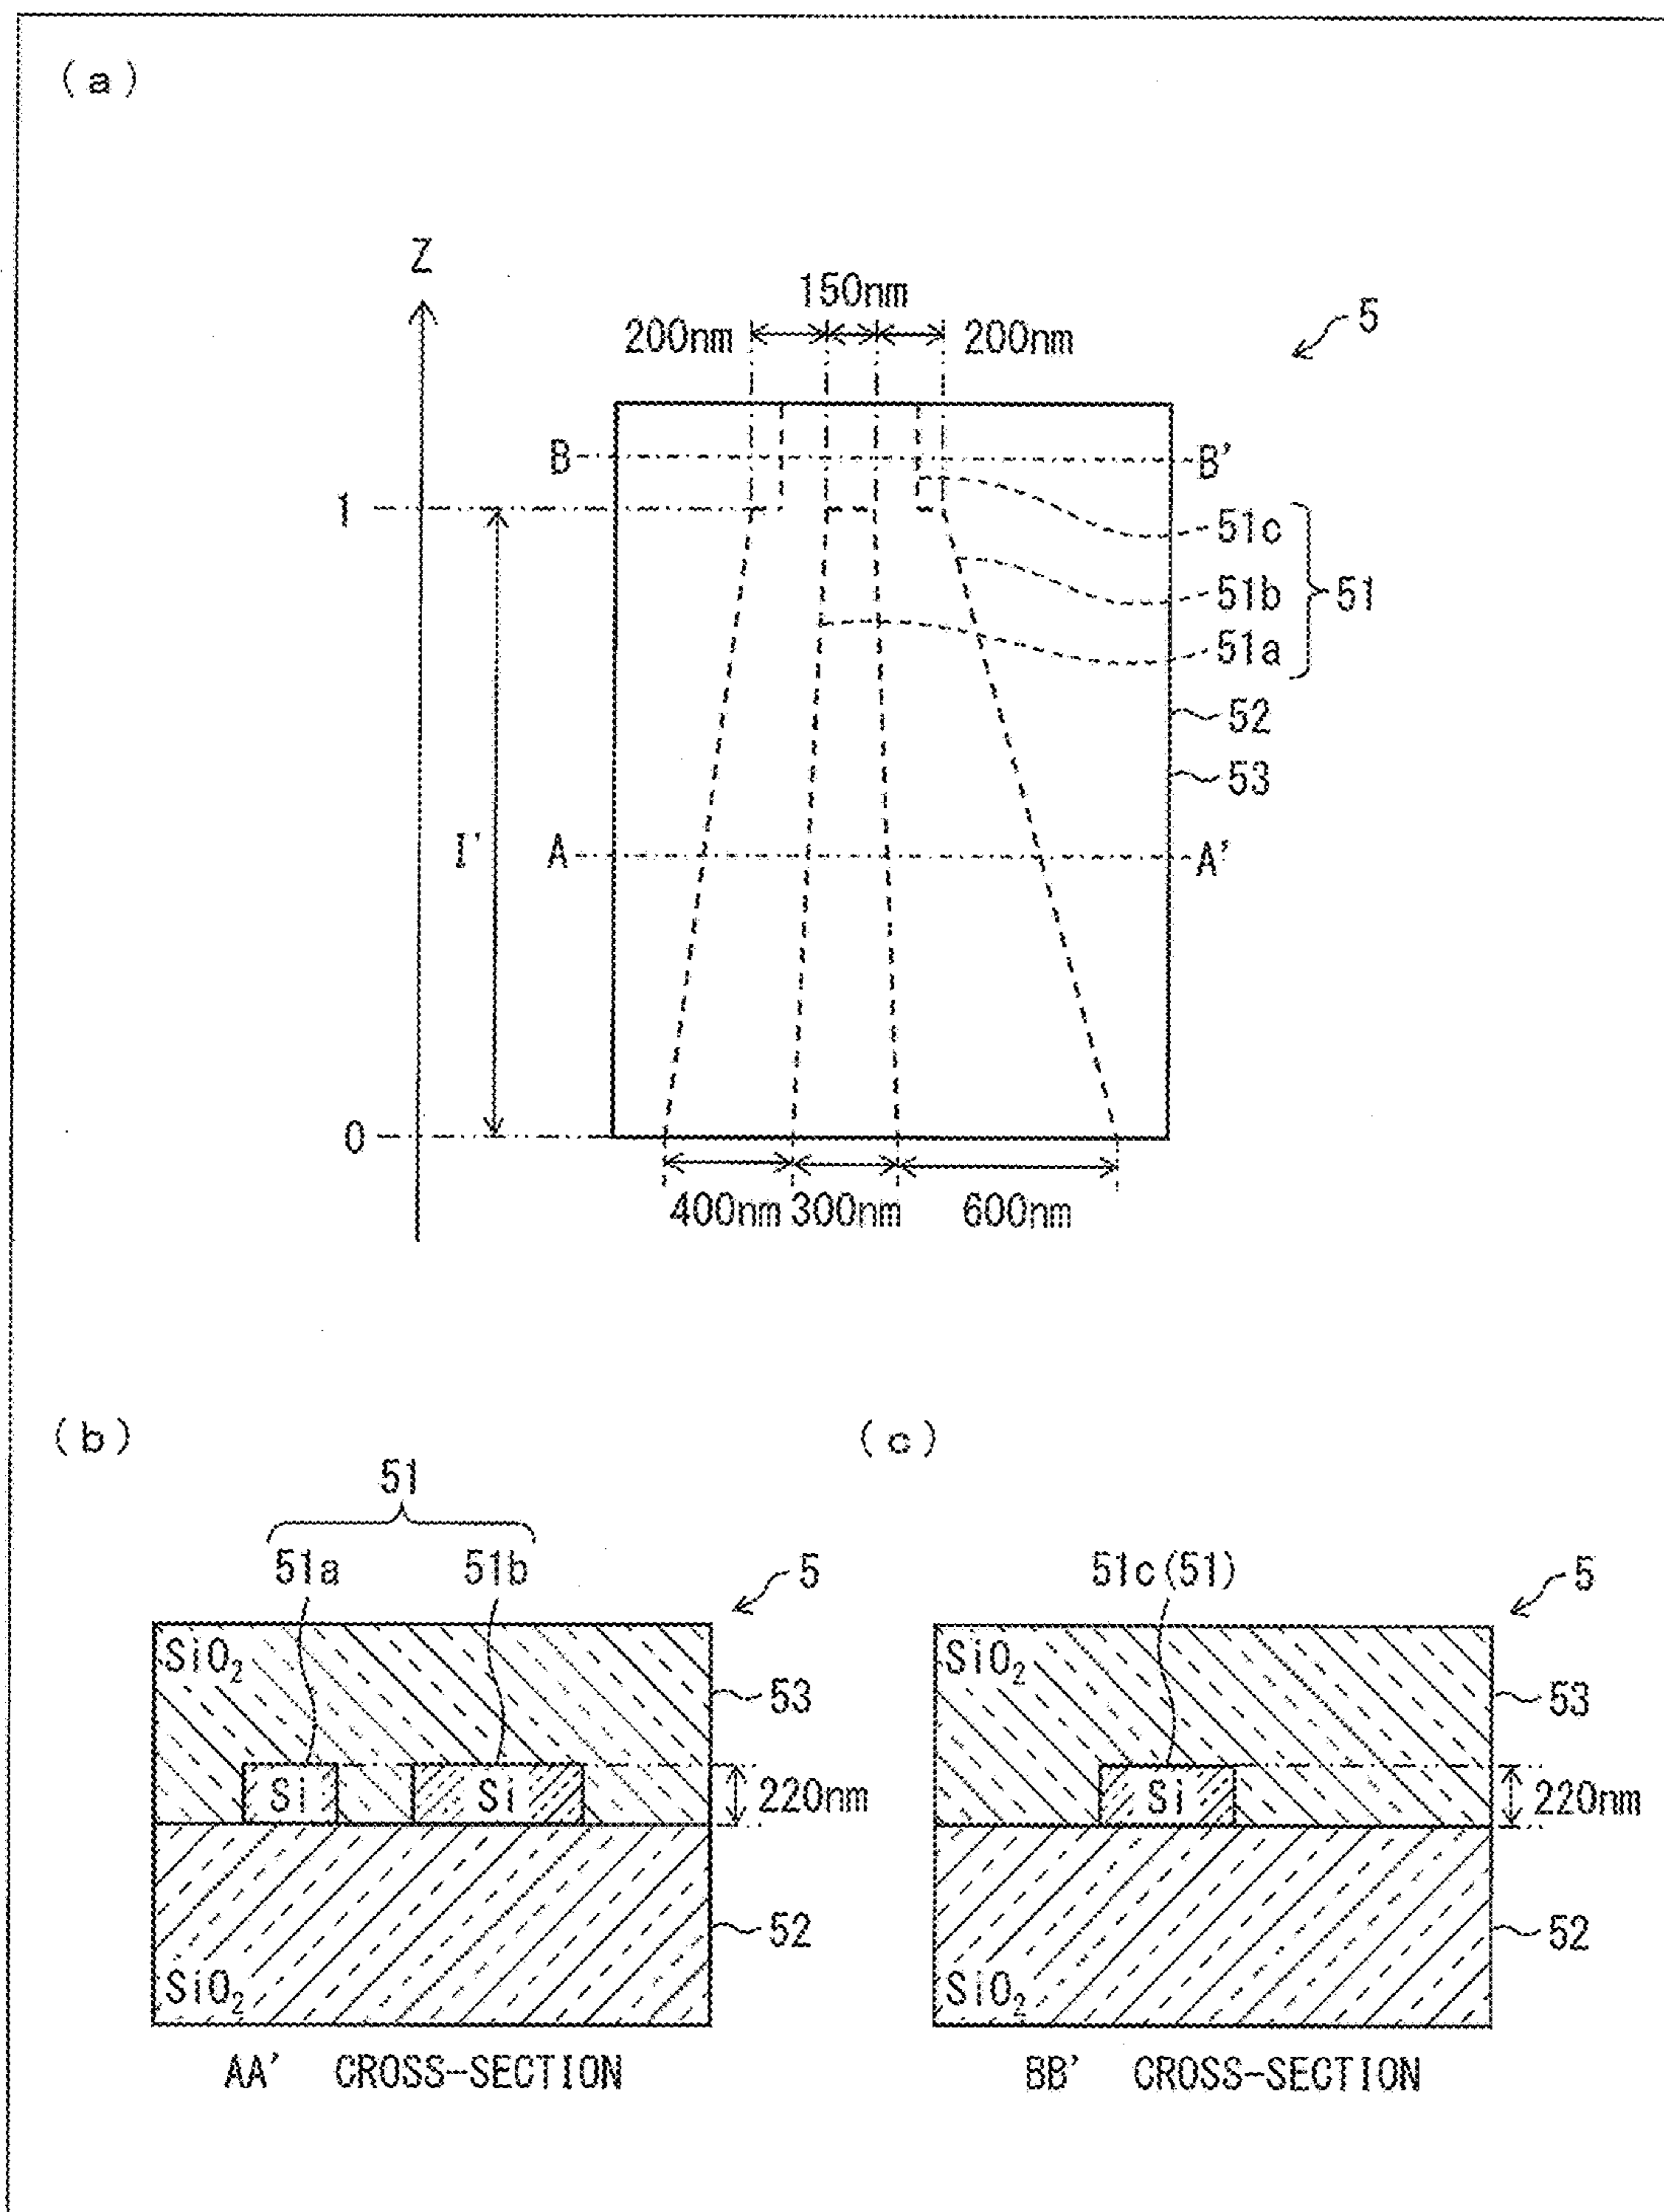 (a)
Z
150nm
200nm
200nm
5
B
B'
1
51c
51b
51
51a
52
53
I'
A
A'
0
400nm
300nm
600nm
(b)
(c)
51
51a
51b
5
51c(51)
5
SiO2
53
SiO2
53
Si
Si
220nm
Si
220nm
52
52
SiO2
SiO2
AA' CROSS-SECTION
BB' CROSS-SECTION